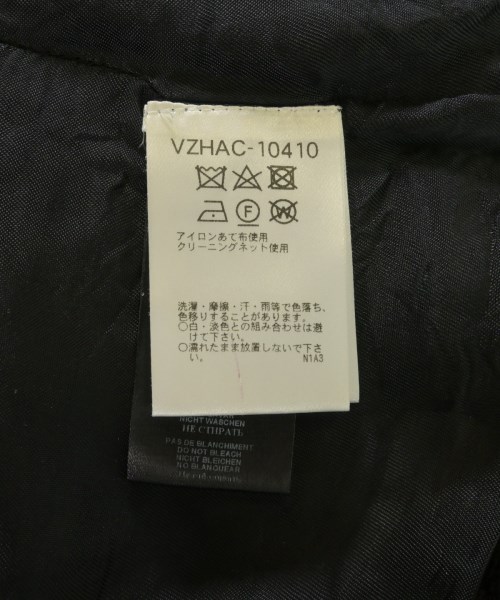 VZHAC-10410
F W
アイロンあて布使用
クリーニングネット使用
洗濯・摩擦・汗・雨等で色落ち、
色移りすることがあります。
○白・淡色との組み合わせは避
けて下さい。
○濡れたまま放置しないで下さ
い。 N1A3
NICHT WASCHEN
НЕ СТИРАТЬ
PAS DE BLANCHIMENT
DO NOT BLEACH
NICHT BLEICHEN
NO BLANQUEAR